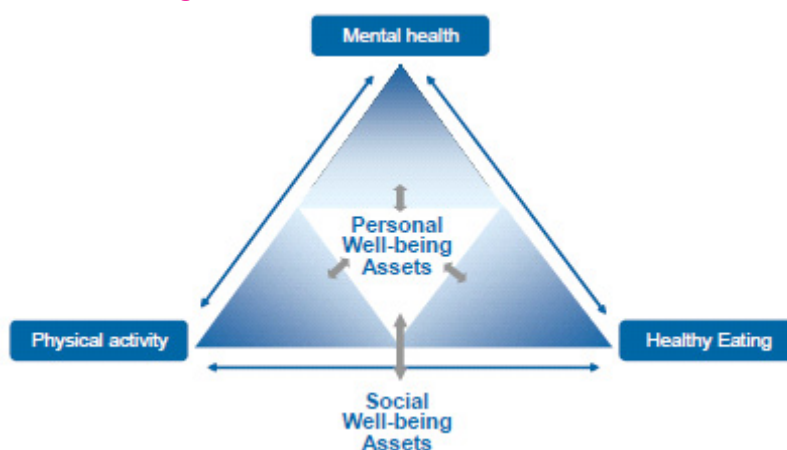 Mental health
Personal
Well-being
Assets
Physical activity
Healthy Eating
Social
Well-being
Assets